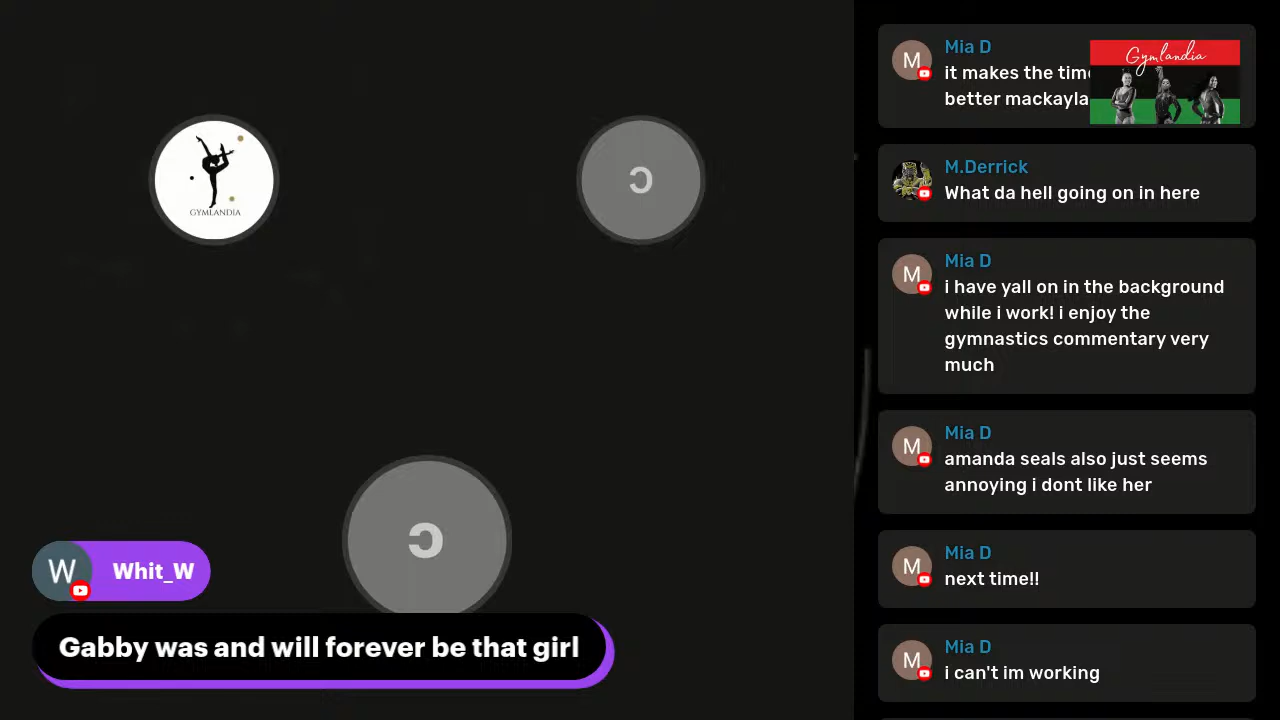 GYMLANDIA
ↄ
ↄ
W
Whit_W
Gabby was and will forever be that girl
Gymlandia
M
Mia D
it makes the time
better mackayla
M.Derrick
What da hell going on in here
M
Mia D
i have yall on in the background
while i work! i enjoy the
gymnastics commentary very
much
M
Mia D
amanda seals also just seems
annoying i dont like her
M
Mia D
next time!!
M
Mia D
i can't im working